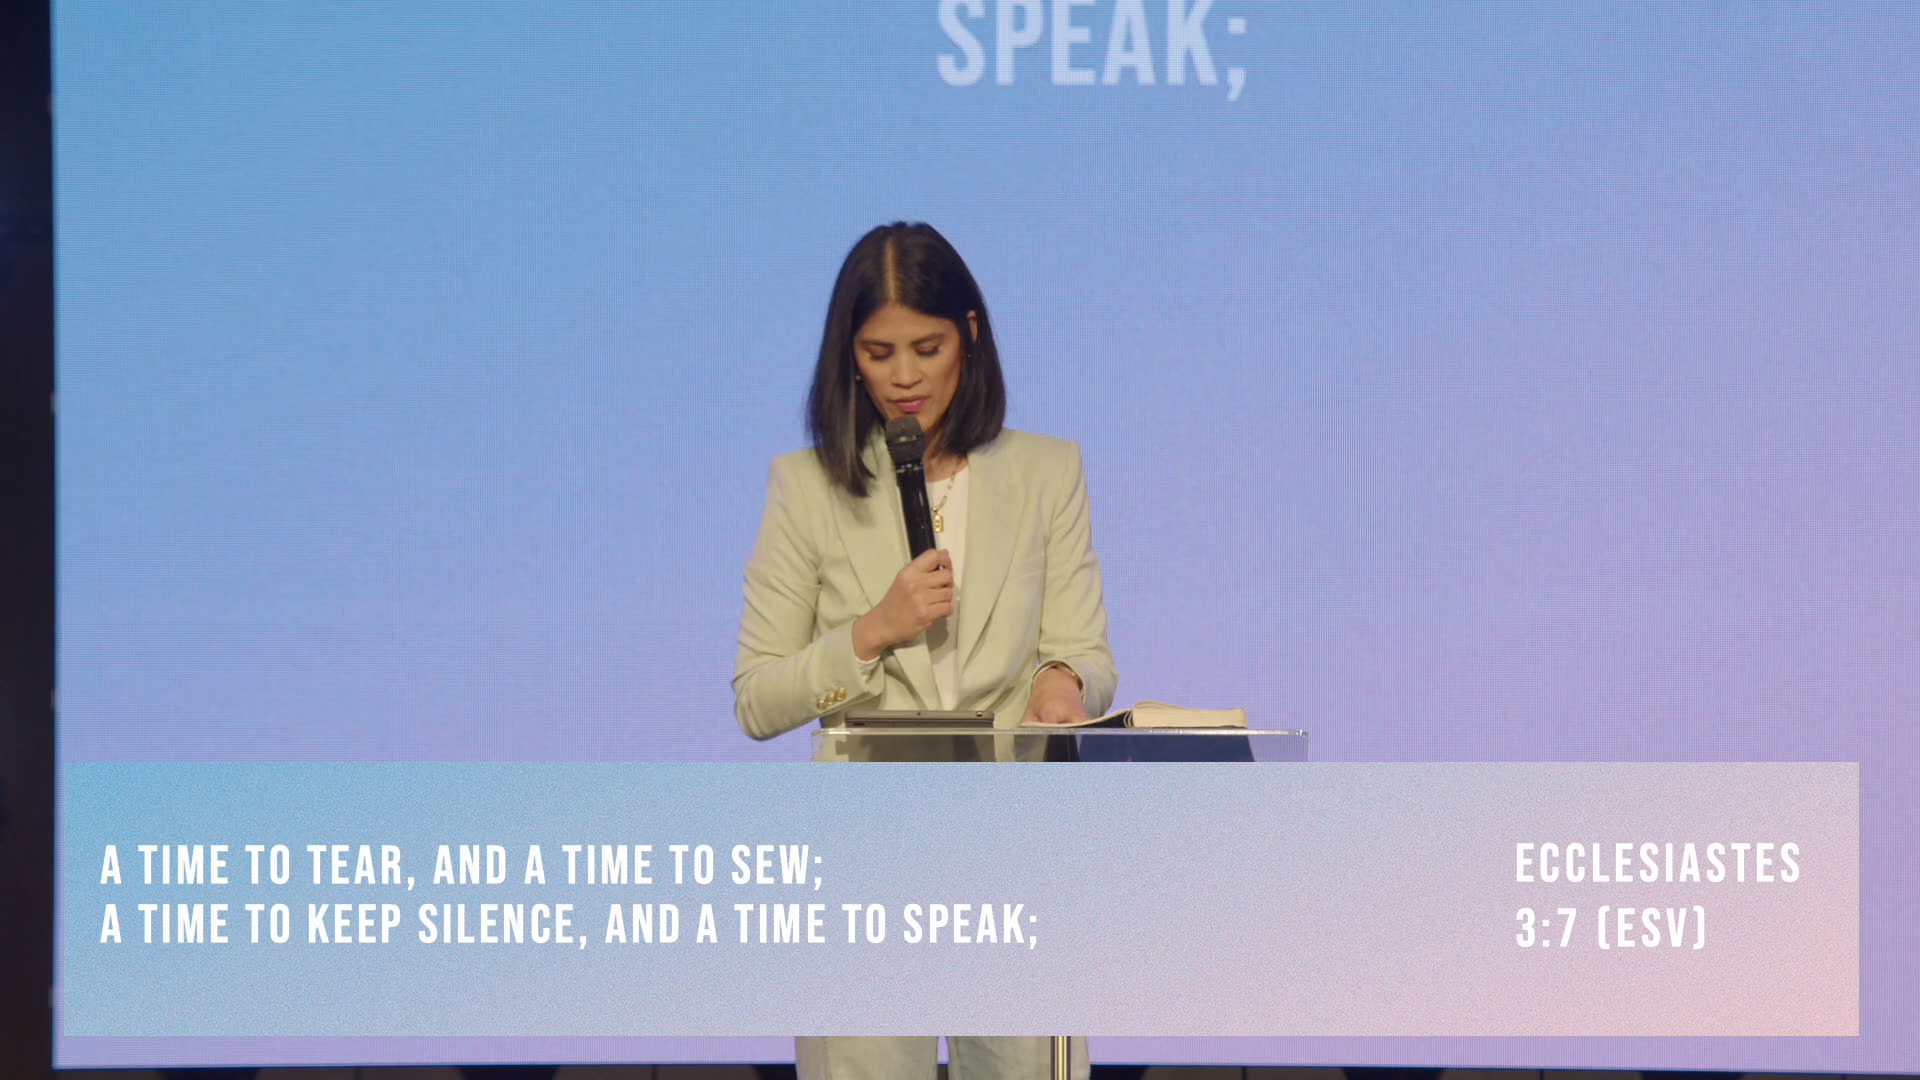 SPEAK;
A TIME TO TEAR, AND A TIME TO SEW;
A TIME TO KEEP SILENCE, AND A TIME TO SPEAK;
ECCLESIASTES
3:7 (ESV)